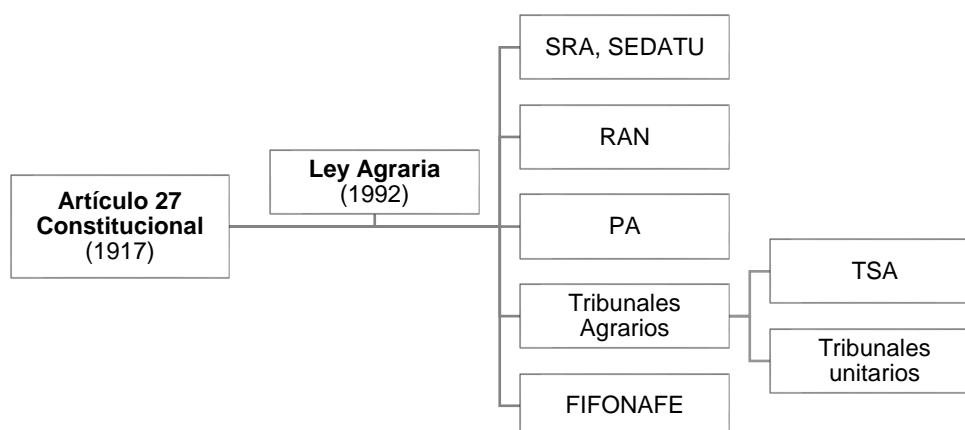 Artículo 27
Constitucional
(1917)
Ley Agraria
(1992)
SRA, SEDATU
RAN
PA
Tribunales
Agrarios
FIFONAFE
TSA
Tribunales
unitarios